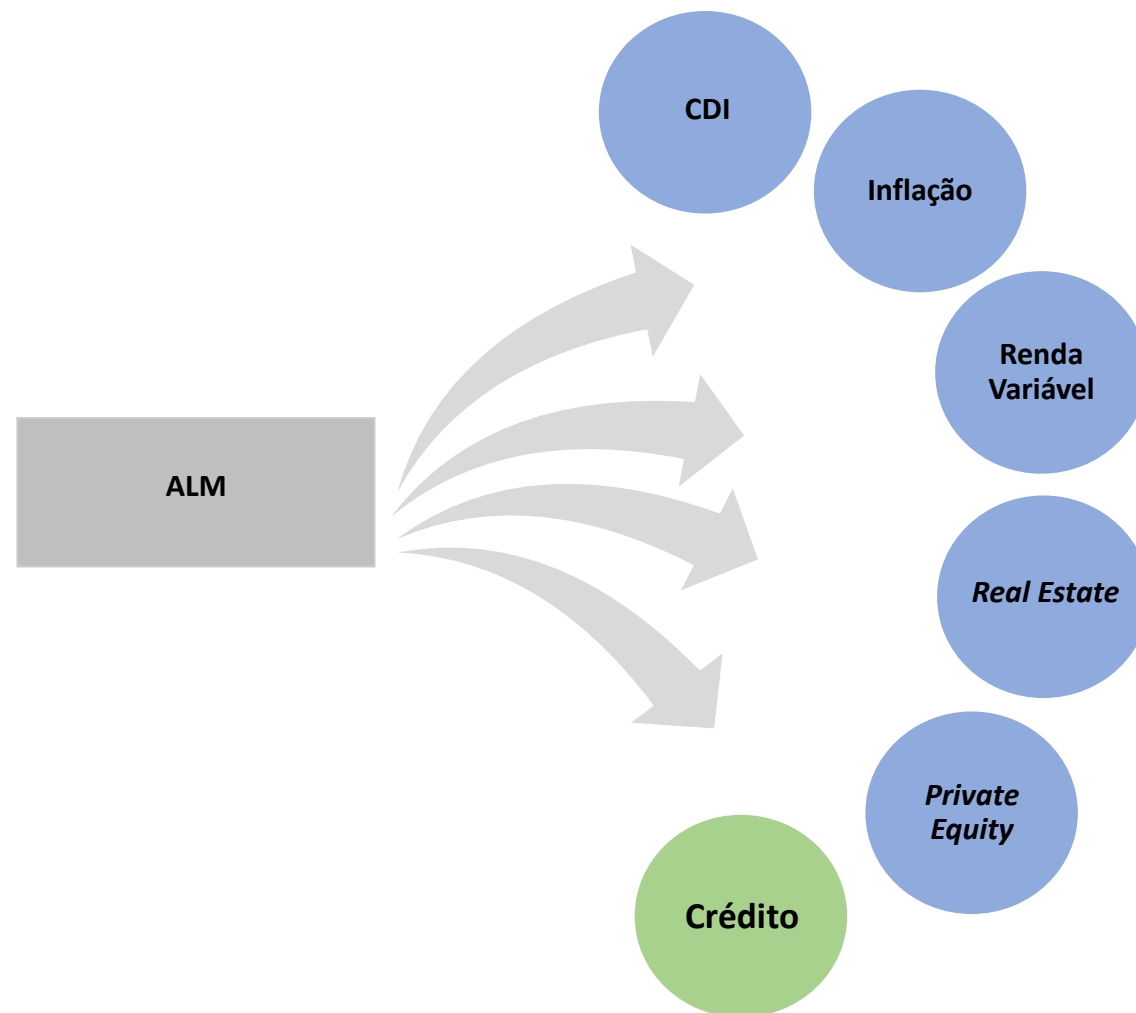 CDI
Inflação
Renda
Variável
ALM
Real Estate
Private
Equity
Crédito